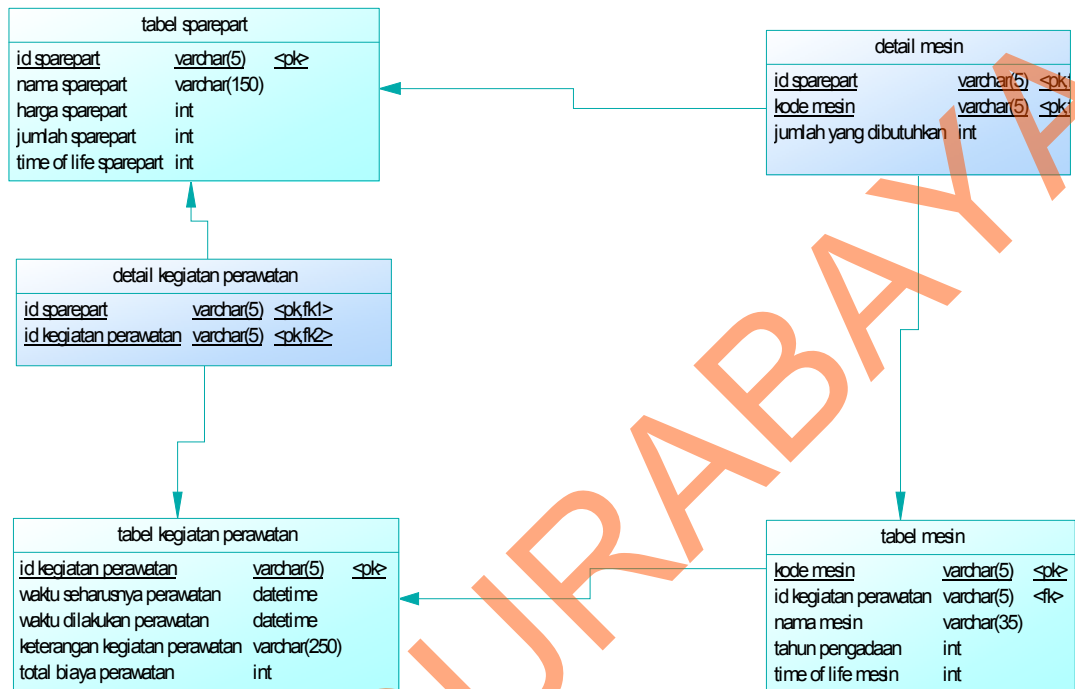 tabel sparepart
id sparepart varchar(5) <pk>
nama sparepart varchar(150)
harga sparepart int
jumlah sparepart int
time of life sparepart int
detail mesin
id sparepart varchar(5) <pk,f
kode mesin varchar(5) <pk,f
jumlah yang dibutuhkan int
detail kegiatan perawatan
id sparepart varchar(5) <pk,fk1>
id kegiatan perawatan varchar(5) <pk,fk2>
tabel kegiatan perawatan
id kegiatan perawatan varchar(5) <pk>
waktu seharusnya perawatan datetime
waktu dilakukan perawatan datetime
keterangan kegiatan perawatan varchar(250)
total biaya perawatan int
tabel mesin
kode mesin varchar(5) <pk>
id kegiatan perawatan varchar(5) <fk>
nama mesin varchar(35)
tahun pengadaan int
time of life mesin int
URABAYA